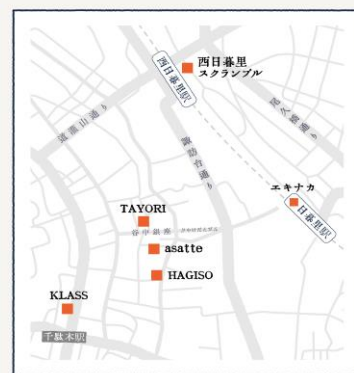 西日暮里
スクランブル
西日暮里駅
道灌山通り
尾久橋通り
諏訪台通り
エキナカ
日暮里駅
TAYORI
谷中銀座
asatte
HAGISO
KLASS
千駄木駅